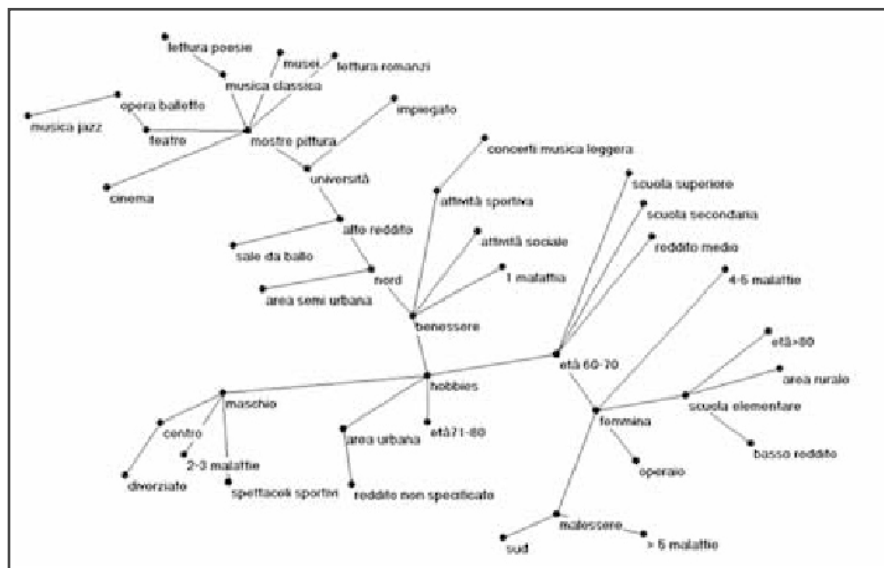 lettura poesie
musei
lettura romanzi
musica classica
opera balletto
impiegato
musica jazz
teatro
mostre pittura
concerti musica leggera
università
scuola superiore
cinema
attività sportiva
scuola secondaria
alto reddito
attività sociale
reddito medio
sale da ballo
nord
1 malattia
4-5 malattie
area semi urbana
benessere
età>80
età 60-70
hobbies
area rurale
maschio
scuola elementare
femmina
centro
area urbana
età71-80
basso reddito
2-3 malattie
operaio
diverziato
spettacoli sportivi
reddito non specificato
malessere
sud
> 5 malattie